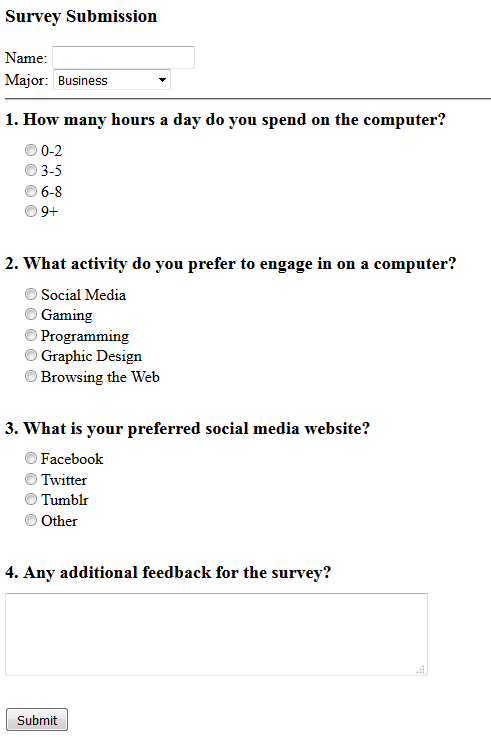 Survey Submission
Name:
Major: Business
1. How many hours a day do you spend on the computer?
0-2
3-5
6-8
9+
2. What activity do you prefer to engage in on a computer?
Social Media
Gaming
Programming
Graphic Design
Browsing the Web
3. What is your preferred social media website?
Facebook
Twitter
Tumblr
Other
4. Any additional feedback for the survey?
Submit